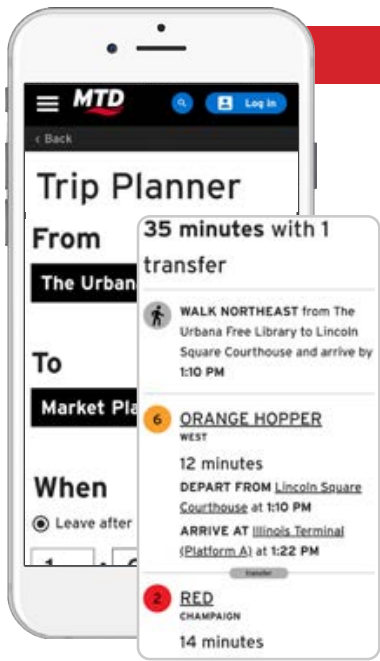 MTD
Log in
‹ Back
Trip Planner
From
The Urban
To
Market Pla
When
Leave after
35 minutes with 1
transfer
WALK NORTHEAST from The
Urbana Free Library to Lincoln
Square Courthouse and arrive by
1:10 PM
6 ORANGE HOPPER
WEST
12 minutes
DEPART FROM Lincoln Square
Courthouse at 1:10 PM
ARRIVE AT Illinois Terminal
(Platform A) at 1:22 PM
transfer
2 RED
CHAMPAIGN
14 minutes